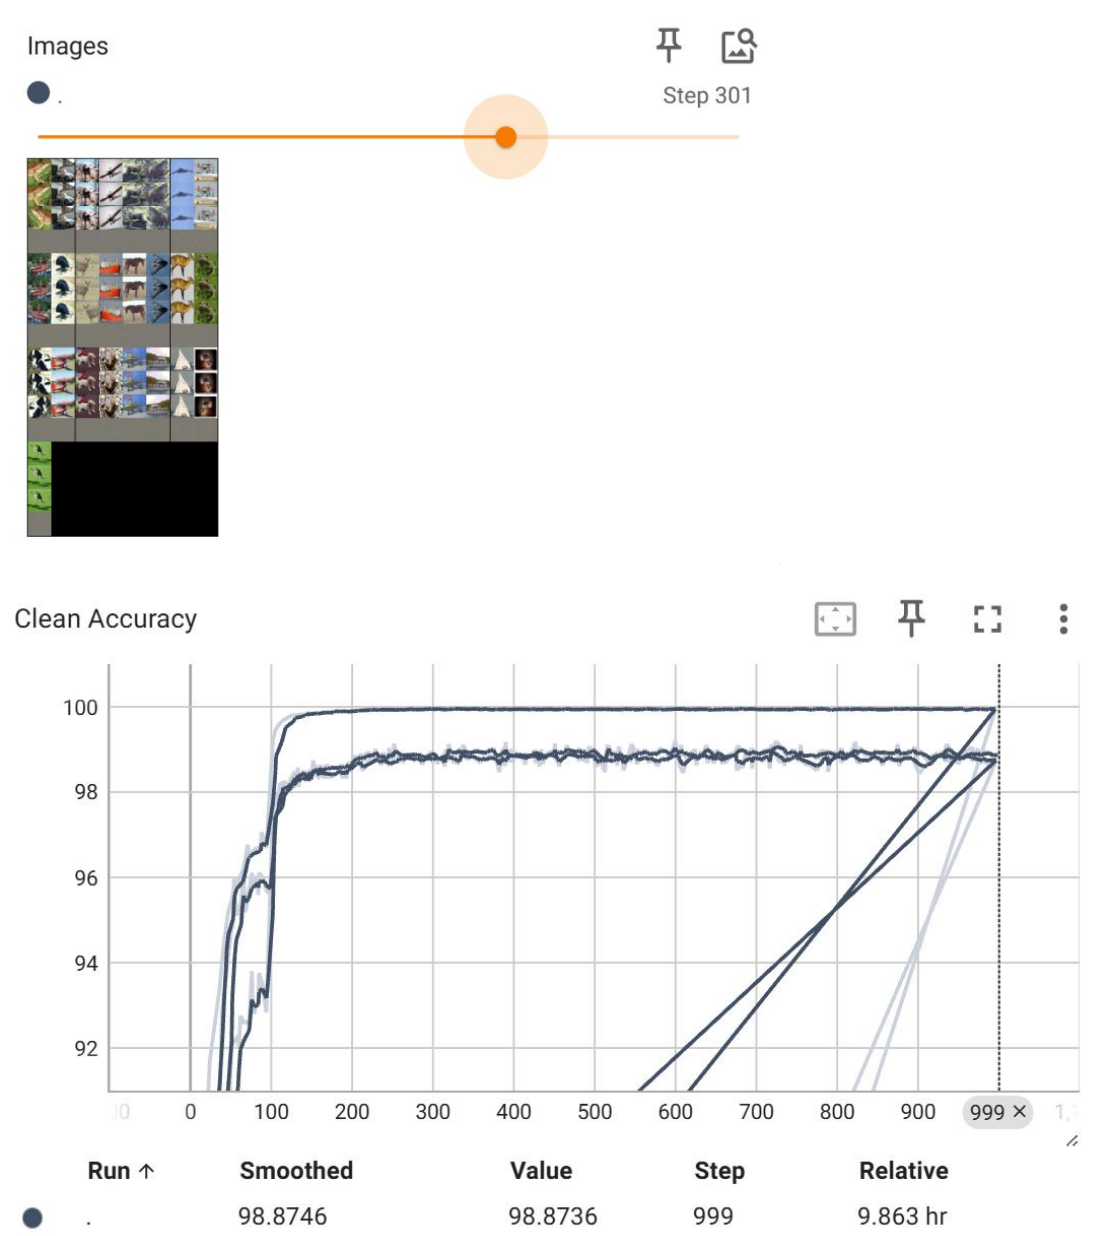 Images
.
Step 301
Clean Accuracy
100
98
96
94
92
0 100 200 300 400 500 600 700 800 900 999 ×
Run ↑ Smoothed Value Step Relative
. 98.8746 98.8736 999 9.863 hr